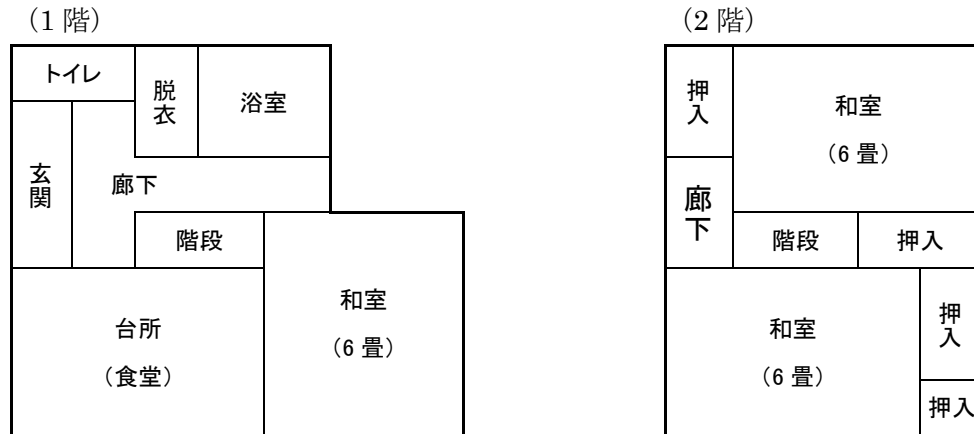 (1 階)
トイレ
脱衣
浴室
玄関
廊下
階段
台所
(食堂)
和室
(6 畳)
(2 階)
押入
和室
(6 畳)
廊下
階段
押入
和室
(6 畳)
押入
押入